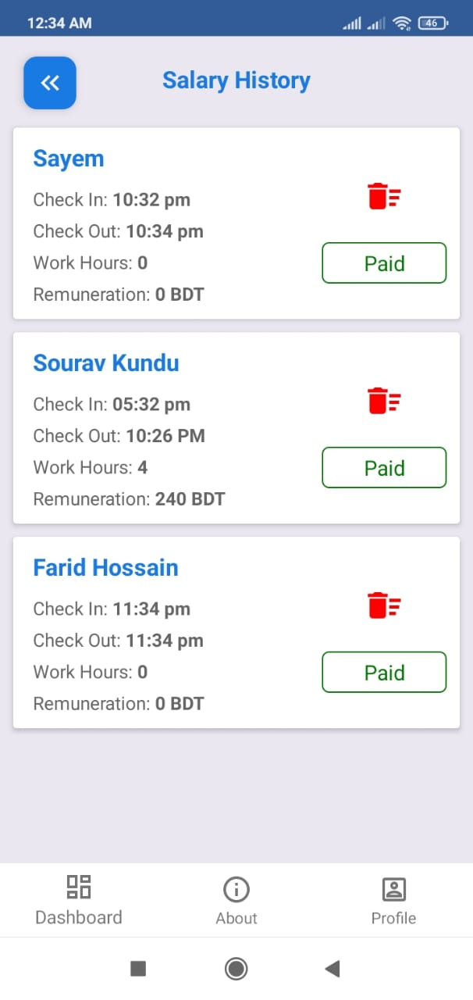 12:34 AM 46
Salary History
Sayem
Check In: 10:32 pm
Check Out: 10:34 pm
Work Hours: 0
Paid
Remuneration: 0 BDT
Sourav Kundu
Check In: 05:32 pm
Check Out: 10:26 PM
Work Hours: 4
Paid
Remuneration: 240 BDT
Farid Hossain
Check In: 11:34 pm
Check Out: 11:34 pm
Work Hours: 0
Paid
Remuneration: 0 BDT
Dashboard About Profile